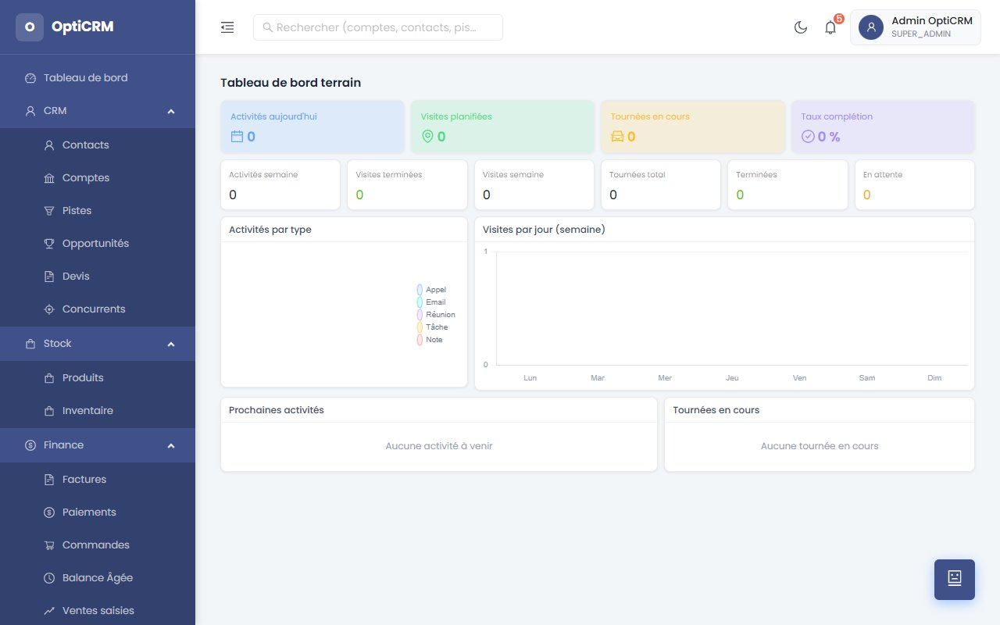 O OptiCRM
Rechercher (comptes, contacts, pis...
5
Admin OptiCRM
SUPER_ADMIN
Tableau de bord
CRM
Contacts
Comptes
Pistes
Opportunités
Devis
Concurrents
Stock
Produits
Inventaire
Finance
Factures
Paiements
Commandes
Balance Âgée
Ventes saisies
Tableau de bord terrain
Activités aujourd'hui
0
Visites planifiées
0
Tournées en cours
0
Taux complétion
0 %
Activités semaine
0
Visites terminées
0
Visites semaine
0
Tournées total
0
Terminées
0
En attente
0
Activités par type
Appel
Email
Réunion
Tâche
Note
Visites par jour (semaine)
1
0
Lun Mar Mer Jeu Ven Sam Dim
Prochaines activités
Aucune activité à venir
Tournées en cours
Aucune tournée en cours